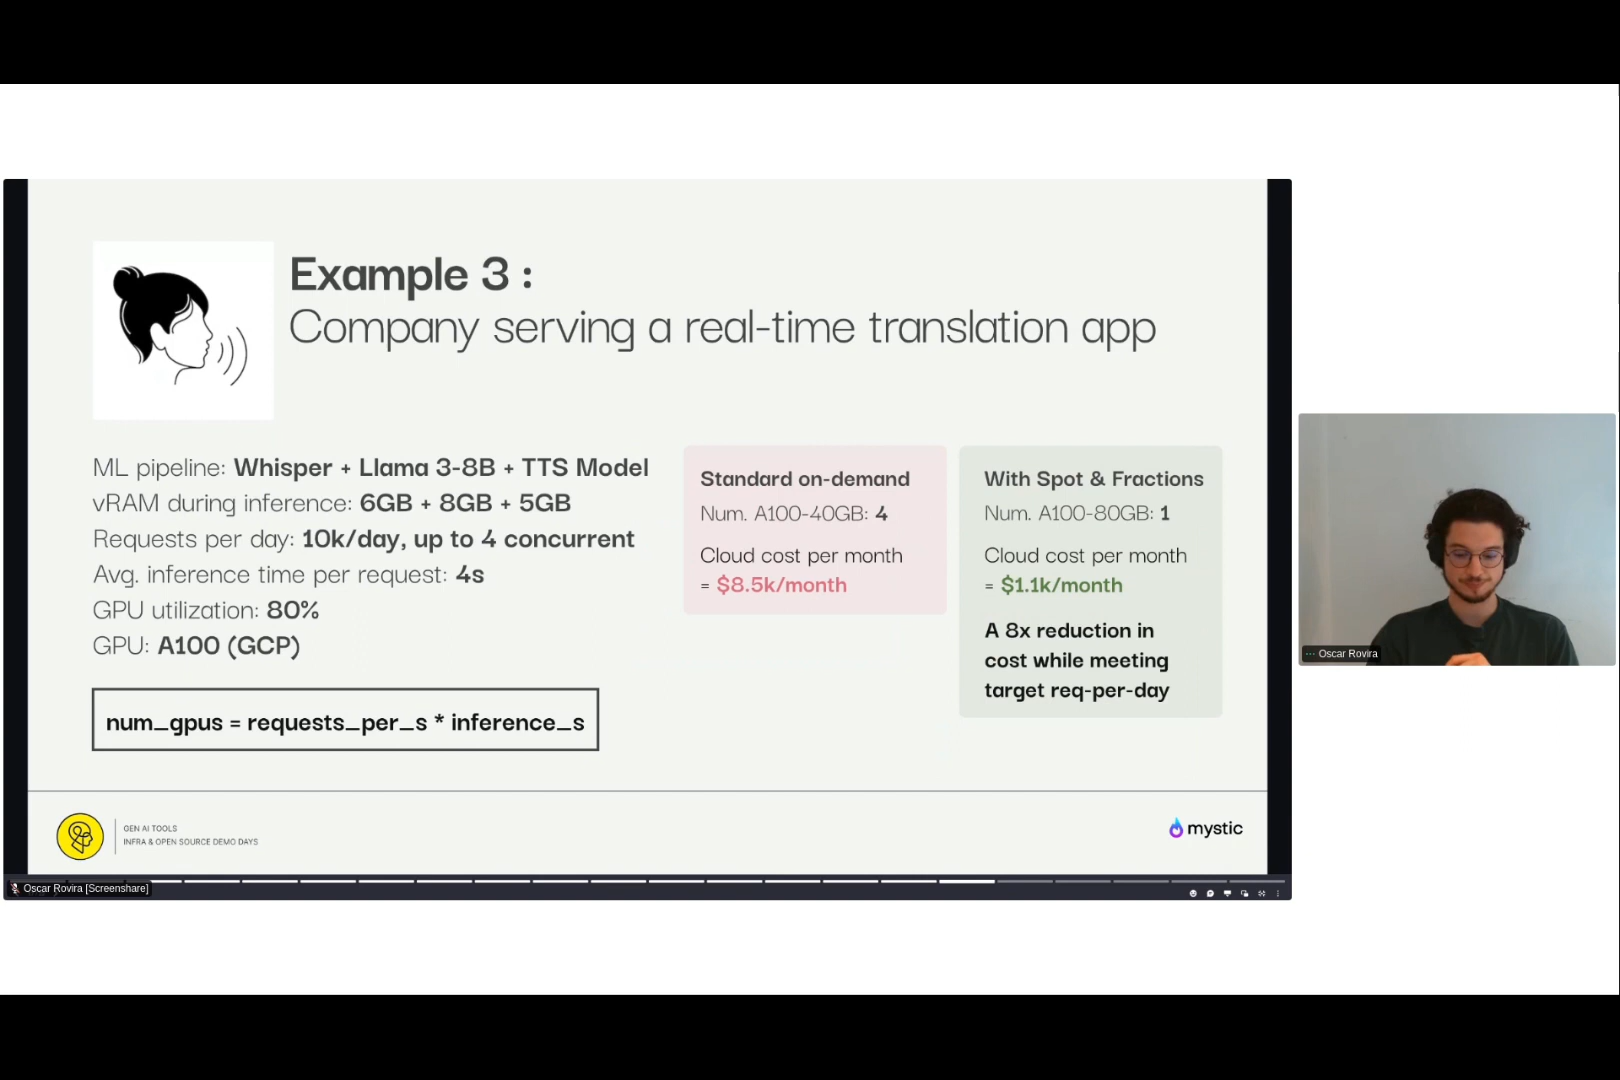 Example 3 :
Company serving a real-time translation app
ML pipeline: Whisper + Llama 3-8B + TTS Model
vRAM during inference: 6GB + 8GB + 5GB
Requests per day: 10k/day, up to 4 concurrent
Avg. inference time per request: 4s
GPU utilization: 80%
GPU: A100 (GCP)
num_gpus = requests_per_s * inference_s
Standard on-demand
Num. A100-40GB: 4
Cloud cost per month
= $8.5k/month
With Spot & Fractions
Num. A100-80GB: 1
Cloud cost per month
= $1.1k/month
A 8x reduction in
cost while meeting
target req-per-day
GEN AI TOOLS
INFRA & OPEN SOURCE DEMO DAYS
mystic
Oscar Rovira [Screenshare]
Oscar Rovira